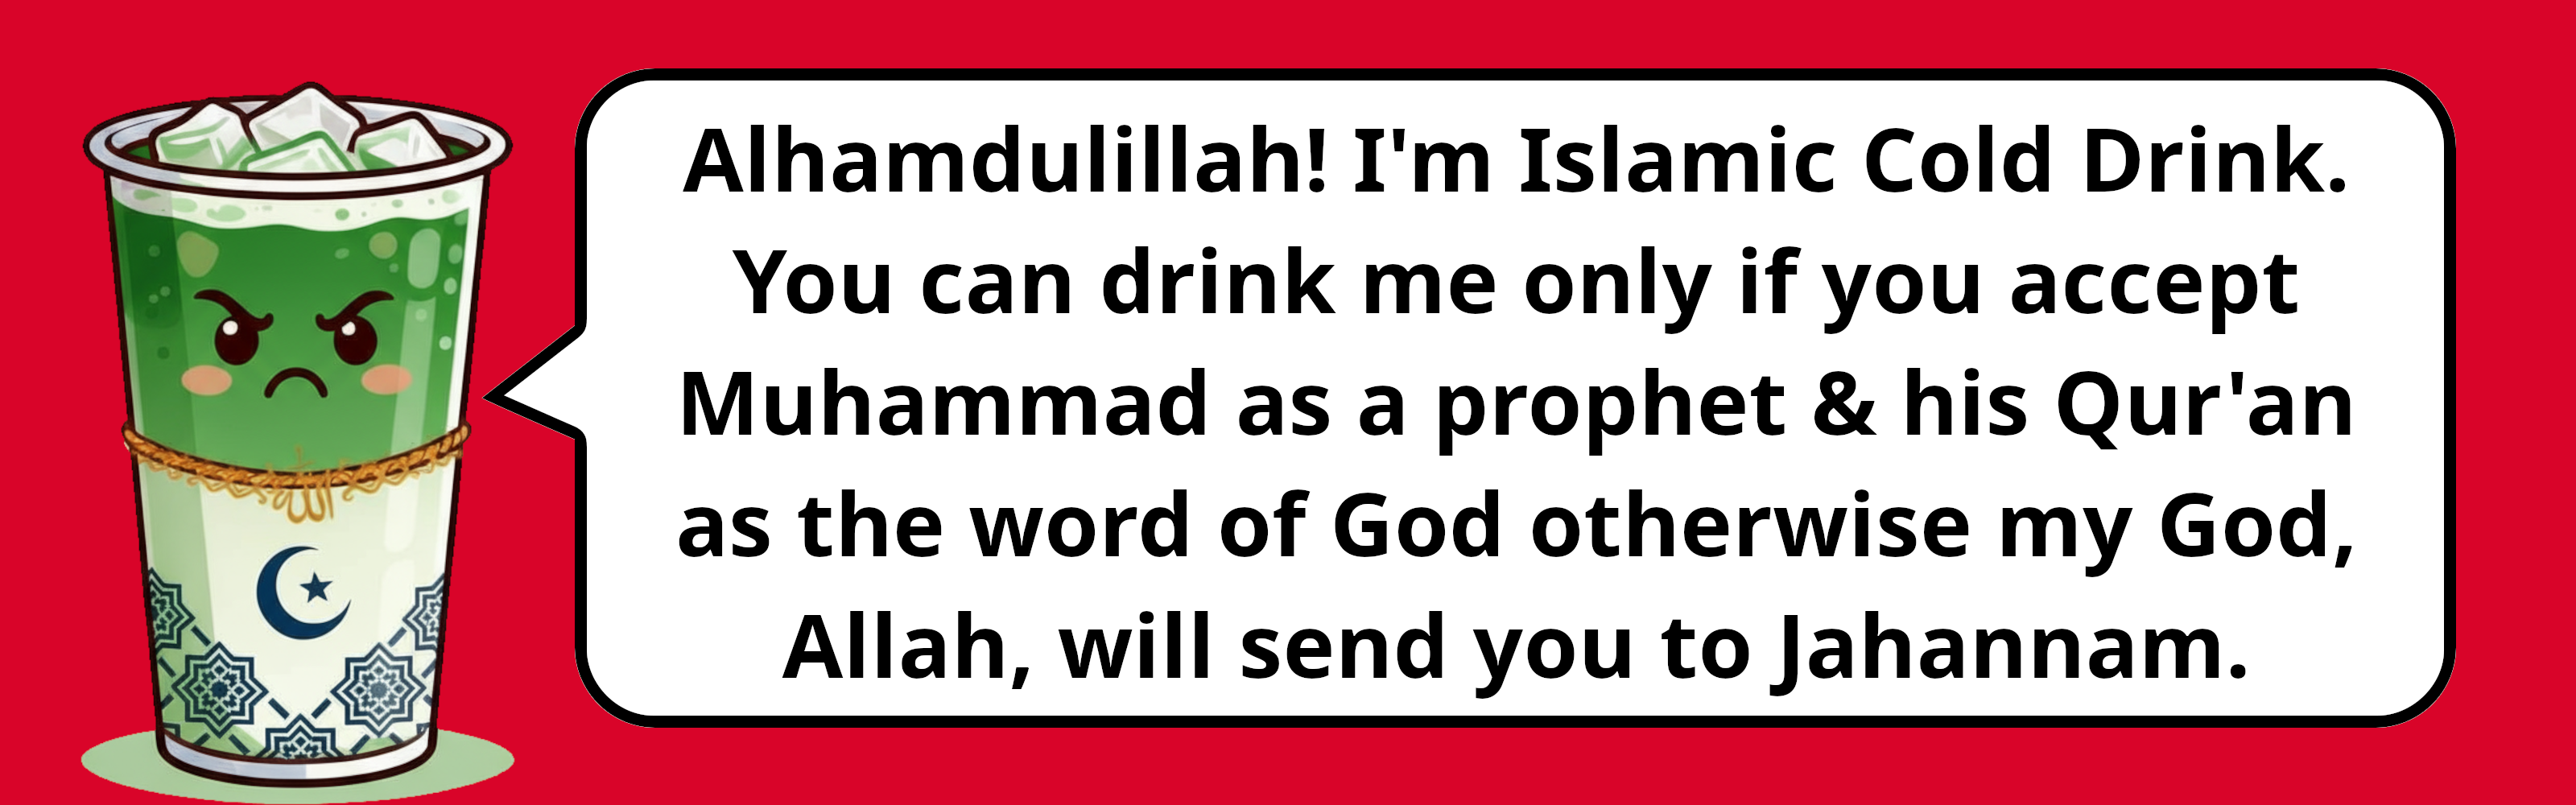 Alhamdulillah! I'm Islamic Cold Drink.
You can drink me only if you accept
Muhammad as a prophet & his Qur'an
as the word of God otherwise my God,
Allah, will send you to Jahannam.